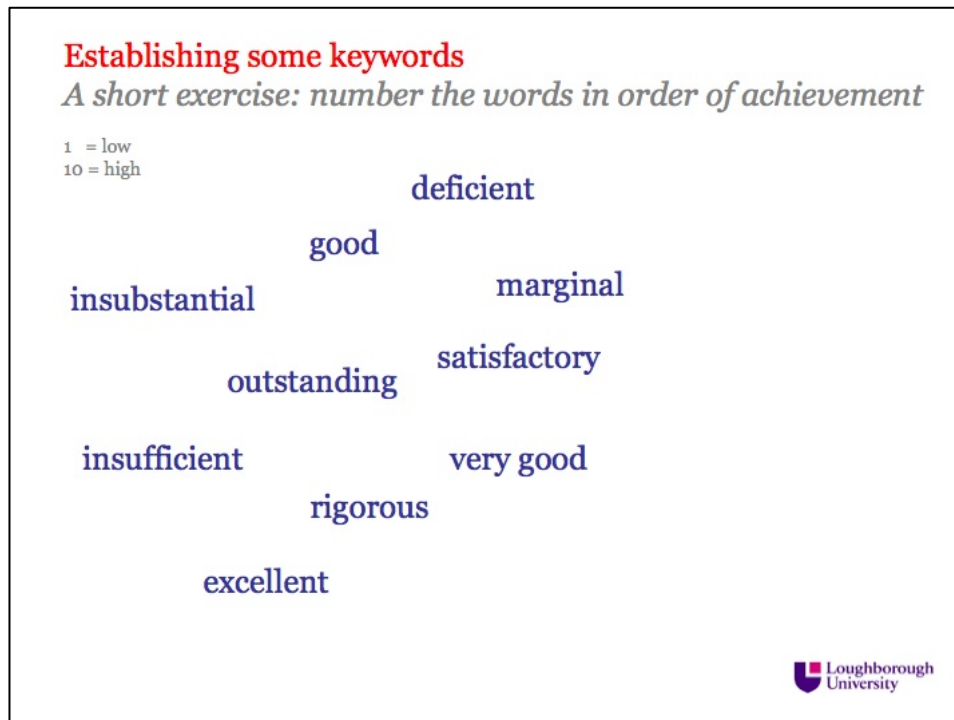 Establishing some keywords
A short exercise: number the words in order of achievement
1 = low
10 = high
deficient
good
marginal
insubstantial
satisfactory
outstanding
insufficient
very good
rigorous
excellent
Loughborough
University